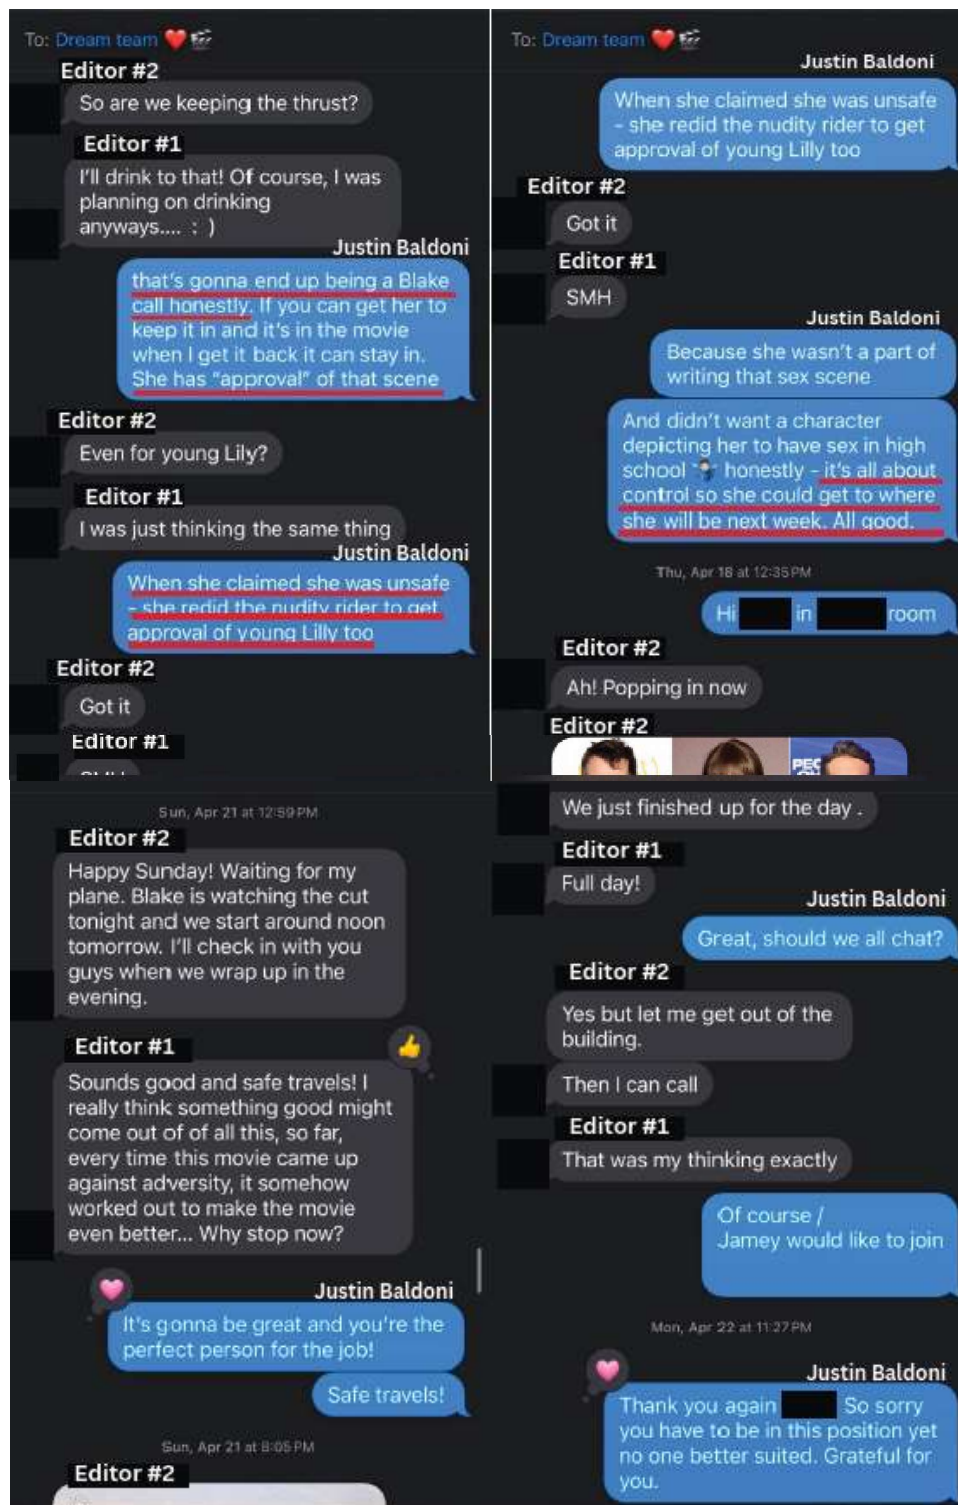 To: Dream team ❤️🎬
Editor #2
So are we keeping the thrust?
Editor #1
I'll drink to that! Of course, I was
planning on drinking
anyways.... : )
Justin Baldoni
that's gonna end up being a Blake
call honestly. If you can get her to
keep it in and it's in the movie
when I get it back it can stay in.
She has "approval" of that scene
Editor #2
Even for young Lily?
Editor #1
I was just thinking the same thing
Justin Baldoni
When she claimed she was unsafe
- she redid the nudity rider to get
approval of young Lilly too
Editor #2
Got it
Editor #1
To: Dream team ❤️🎬
Justin Baldoni
When she claimed she was unsafe
- she redid the nudity rider to get
approval of young Lilly too
Editor #2
Got it
Editor #1
SMH
Justin Baldoni
Because she wasn't a part of
writing that sex scene
And didn't want a character
depicting her to have sex in high
school 🤷🏻‍♂️ honestly - it's all about
control so she could get to where
she will be next week. All good.
Thu, Apr 18 at 12:35 PM
Hi in room
Editor #2
Ah! Popping in now
Editor #2
PEO
Sun, Apr 21 at 12:59 PM
Editor #2
Happy Sunday! Waiting for my
plane. Blake is watching the cut
tonight and we start around noon
tomorrow. I'll check in with you
guys when we wrap up in the
evening.
Editor #1
Sounds good and safe travels! I
really think something good might
come out of of all this, so far,
every time this movie came up
against adversity, it somehow
worked out to make the movie
even better... Why stop now?
Justin Baldoni
It's gonna be great and you're the
perfect person for the job!
Safe travels!
Sun, Apr 21 at 8:05 PM
Editor #2
We just finished up for the day .
Editor #1
Full day!
Justin Baldoni
Great, should we all chat?
Editor #2
Yes but let me get out of the
building.
Then I can call
Editor #1
That was my thinking exactly
Of course /
Jamey would like to join
Mon, Apr 22 at 11:27 PM
Justin Baldoni
Thank you again So sorry
you have to be in this position yet
no one better suited. Grateful for
you.